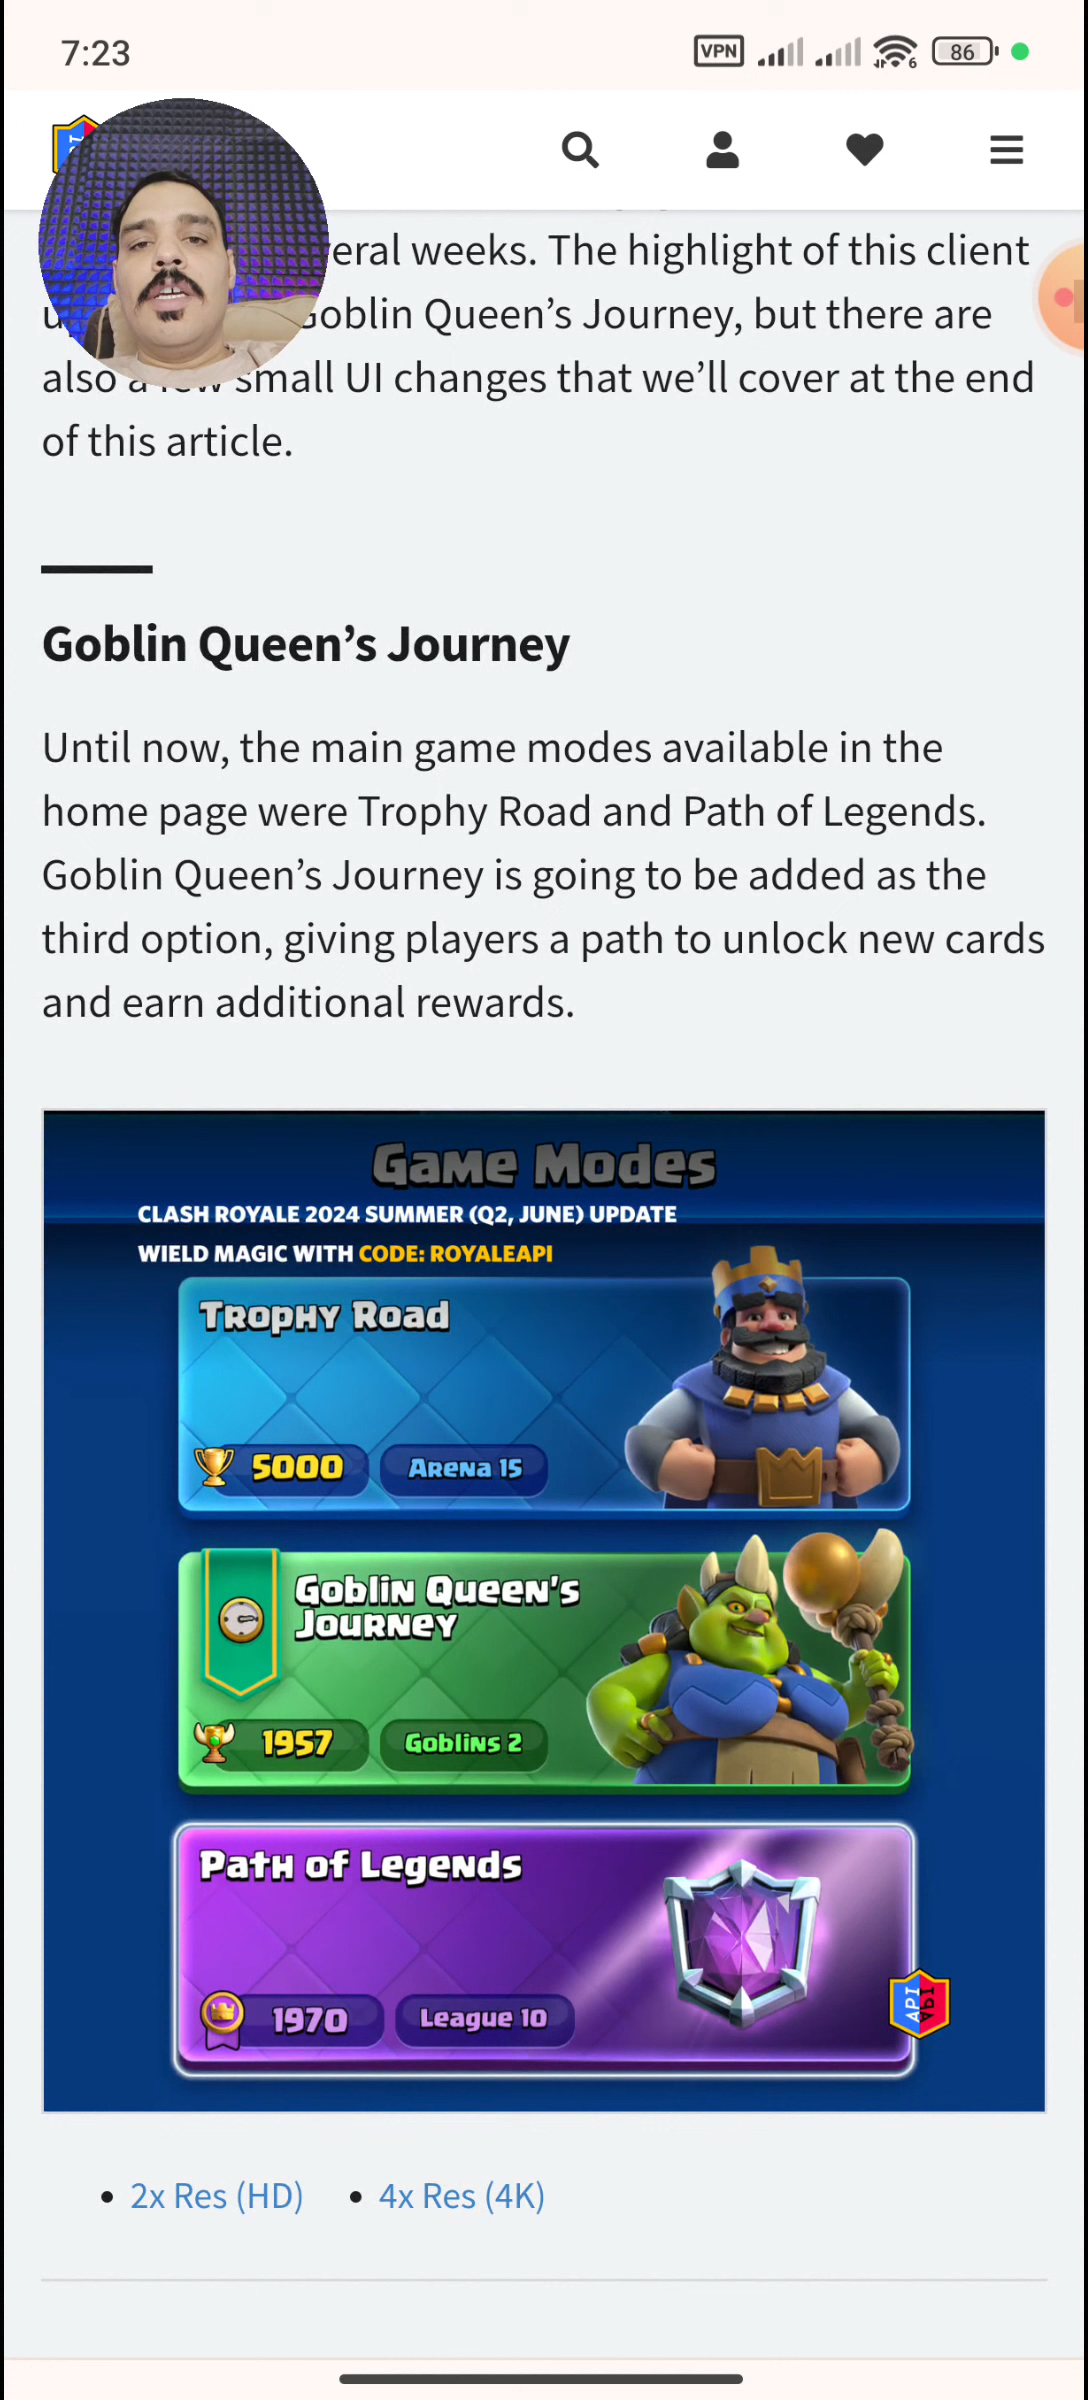 7:23
VPN
6
86
eral weeks. The highlight of this client
Goblin Queen’s Journey, but there are
also a few small UI changes that we’ll cover at the end
of this article.
Goblin Queen’s Journey
Until now, the main game modes available in the
home page were Trophy Road and Path of Legends.
Goblin Queen’s Journey is going to be added as the
third option, giving players a path to unlock new cards
and earn additional rewards.
Game Modes
CLASH ROYALE 2024 SUMMER (Q2, JUNE) UPDATE
WIELD MAGIC WITH CODE: ROYALEAPI
Trophy Road
5000
Arena 15
Goblin Queen's
Journey
1957
Goblins 2
Path of Legends
1970
League 10
API
API
• 2x Res (HD)
• 4x Res (4K)